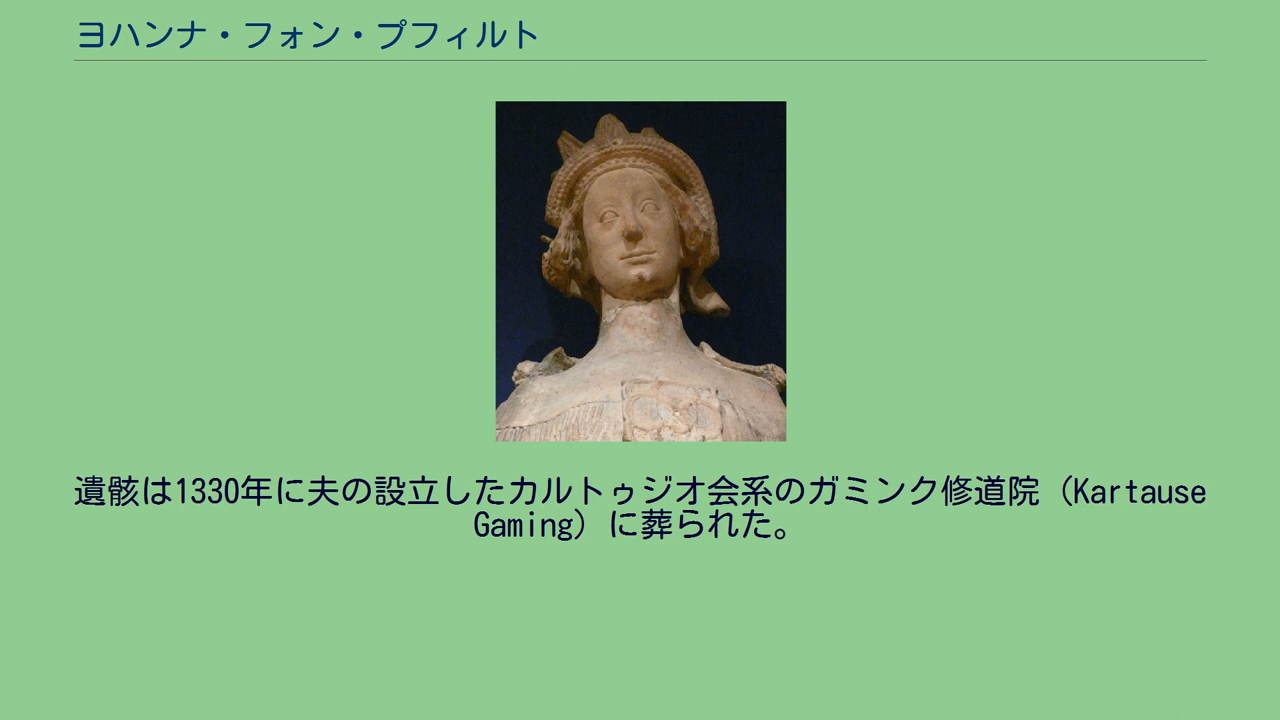 ヨハンナ・フォン・プフィルト
遺骸は1330年に夫の設立したカルトゥジオ会系のガミンク修道院（Kartause
Gaming）に葬られた。